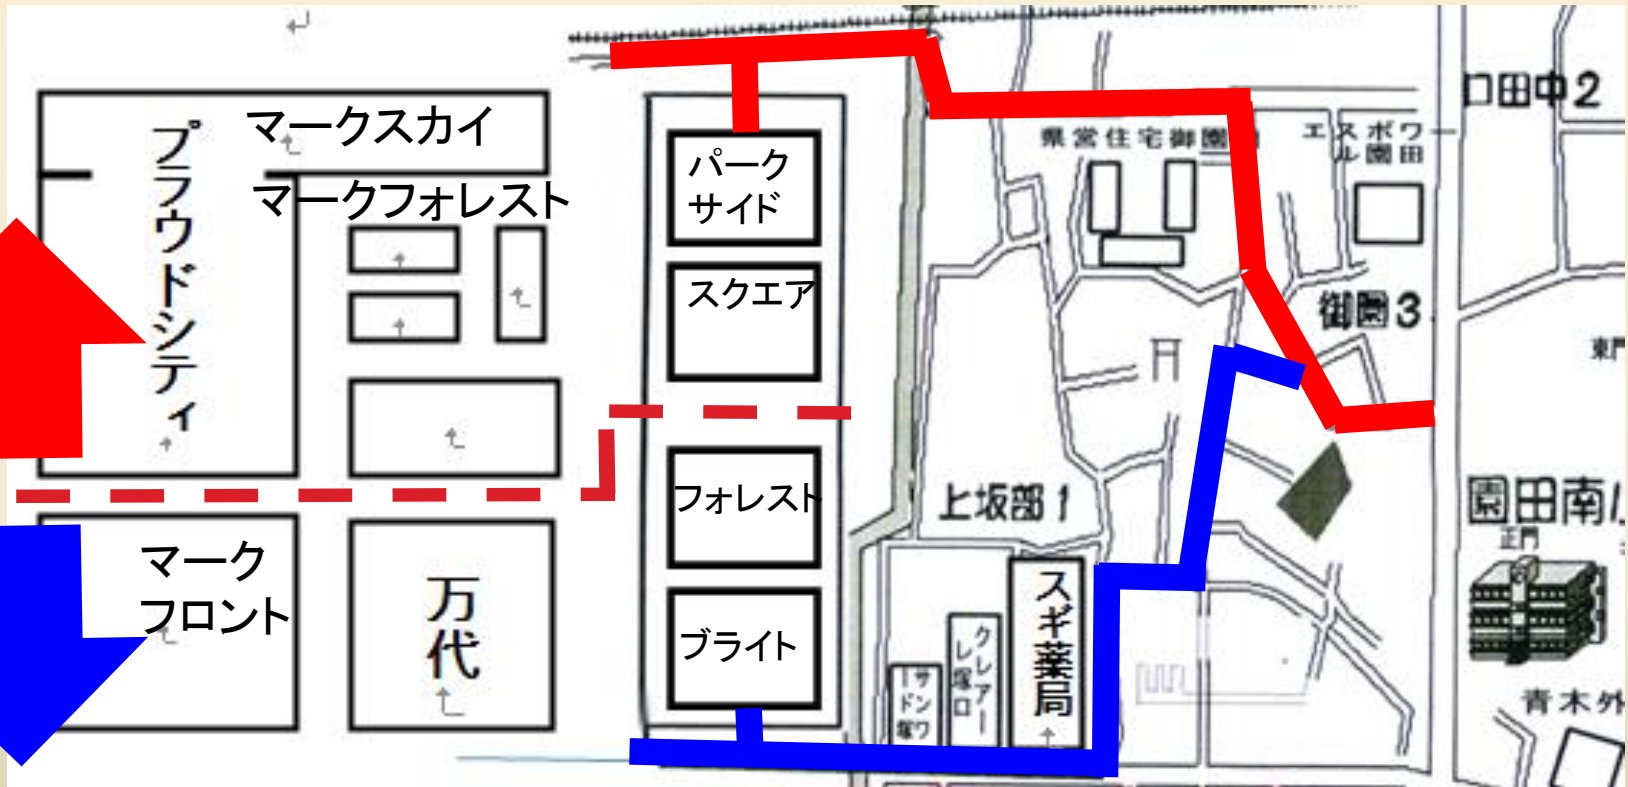 プラウドシティ
マークスカイ
マークフォレスト
パーク
サイド
スクエア
フォレスト
ブライト
マーク
フロント
万代
県営住宅御園
エスポワ
ル園田
口田中2
御園3
上坂部1
スギ薬局
クレアー
レ塚口
園田南
正門
青木外